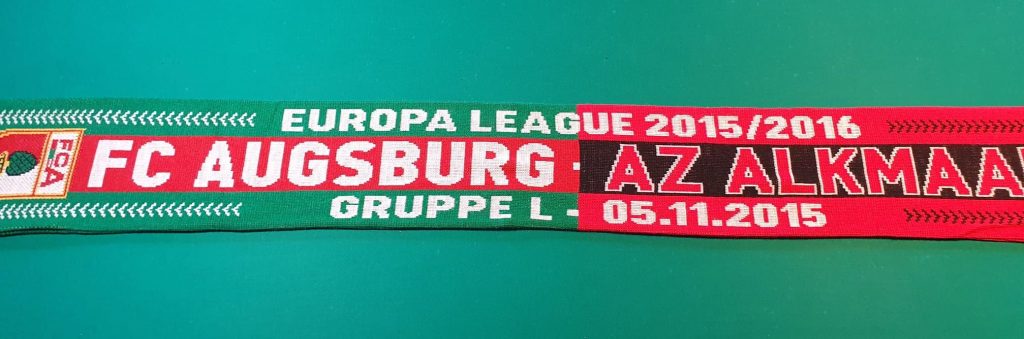 EUROPA LEAGUE 2015/2016
FCA
FC AUGSBURG - AZ ALKMAA
GRUPPE L - 05.11.2015